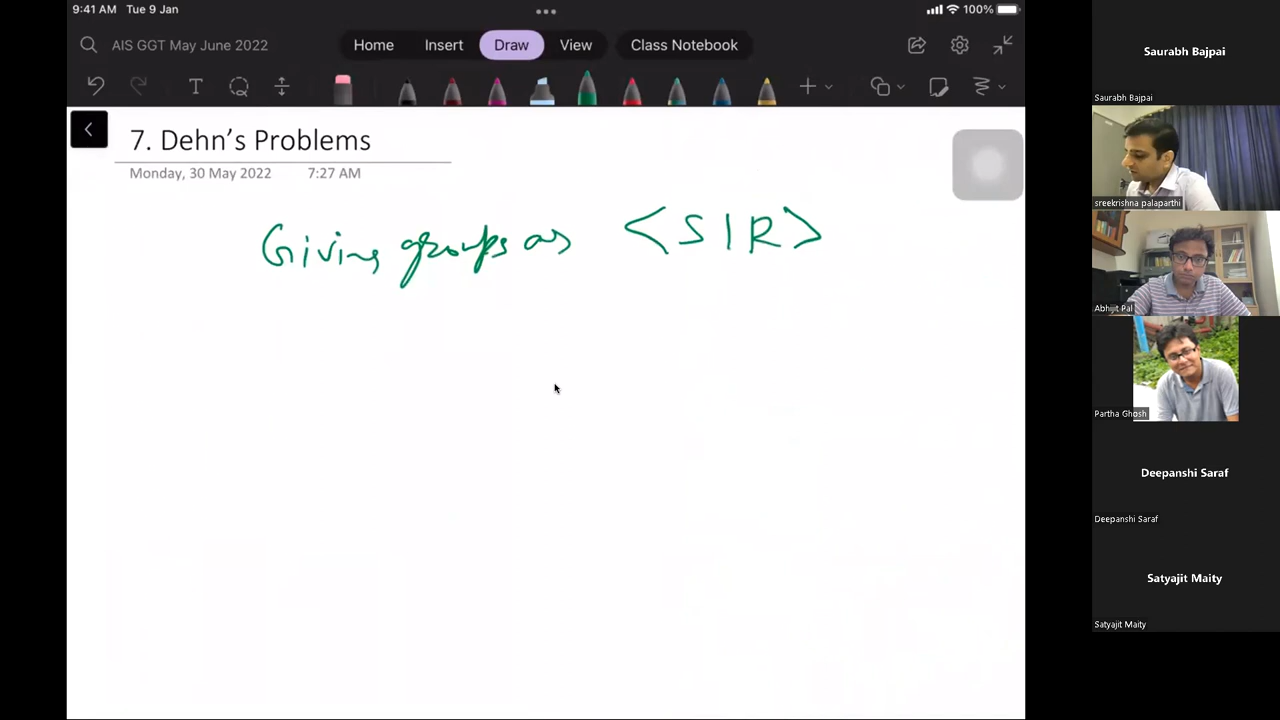 9:41 AM Tue 9 Jan
100%
AIS GGT May June 2022
Home Insert Draw View Class Notebook
7. Dehn's Problems
Monday, 30 May 2022 7:27 AM
Giving groups as <S | R>
Saurabh Bajpai
Saurabh Bajpai
sreekrishna palaparthi
Abhijit Pal
Partha Ghosh
Deepanshi Saraf
Deepanshi Saraf
Satyajit Maity
Satyajit Maity